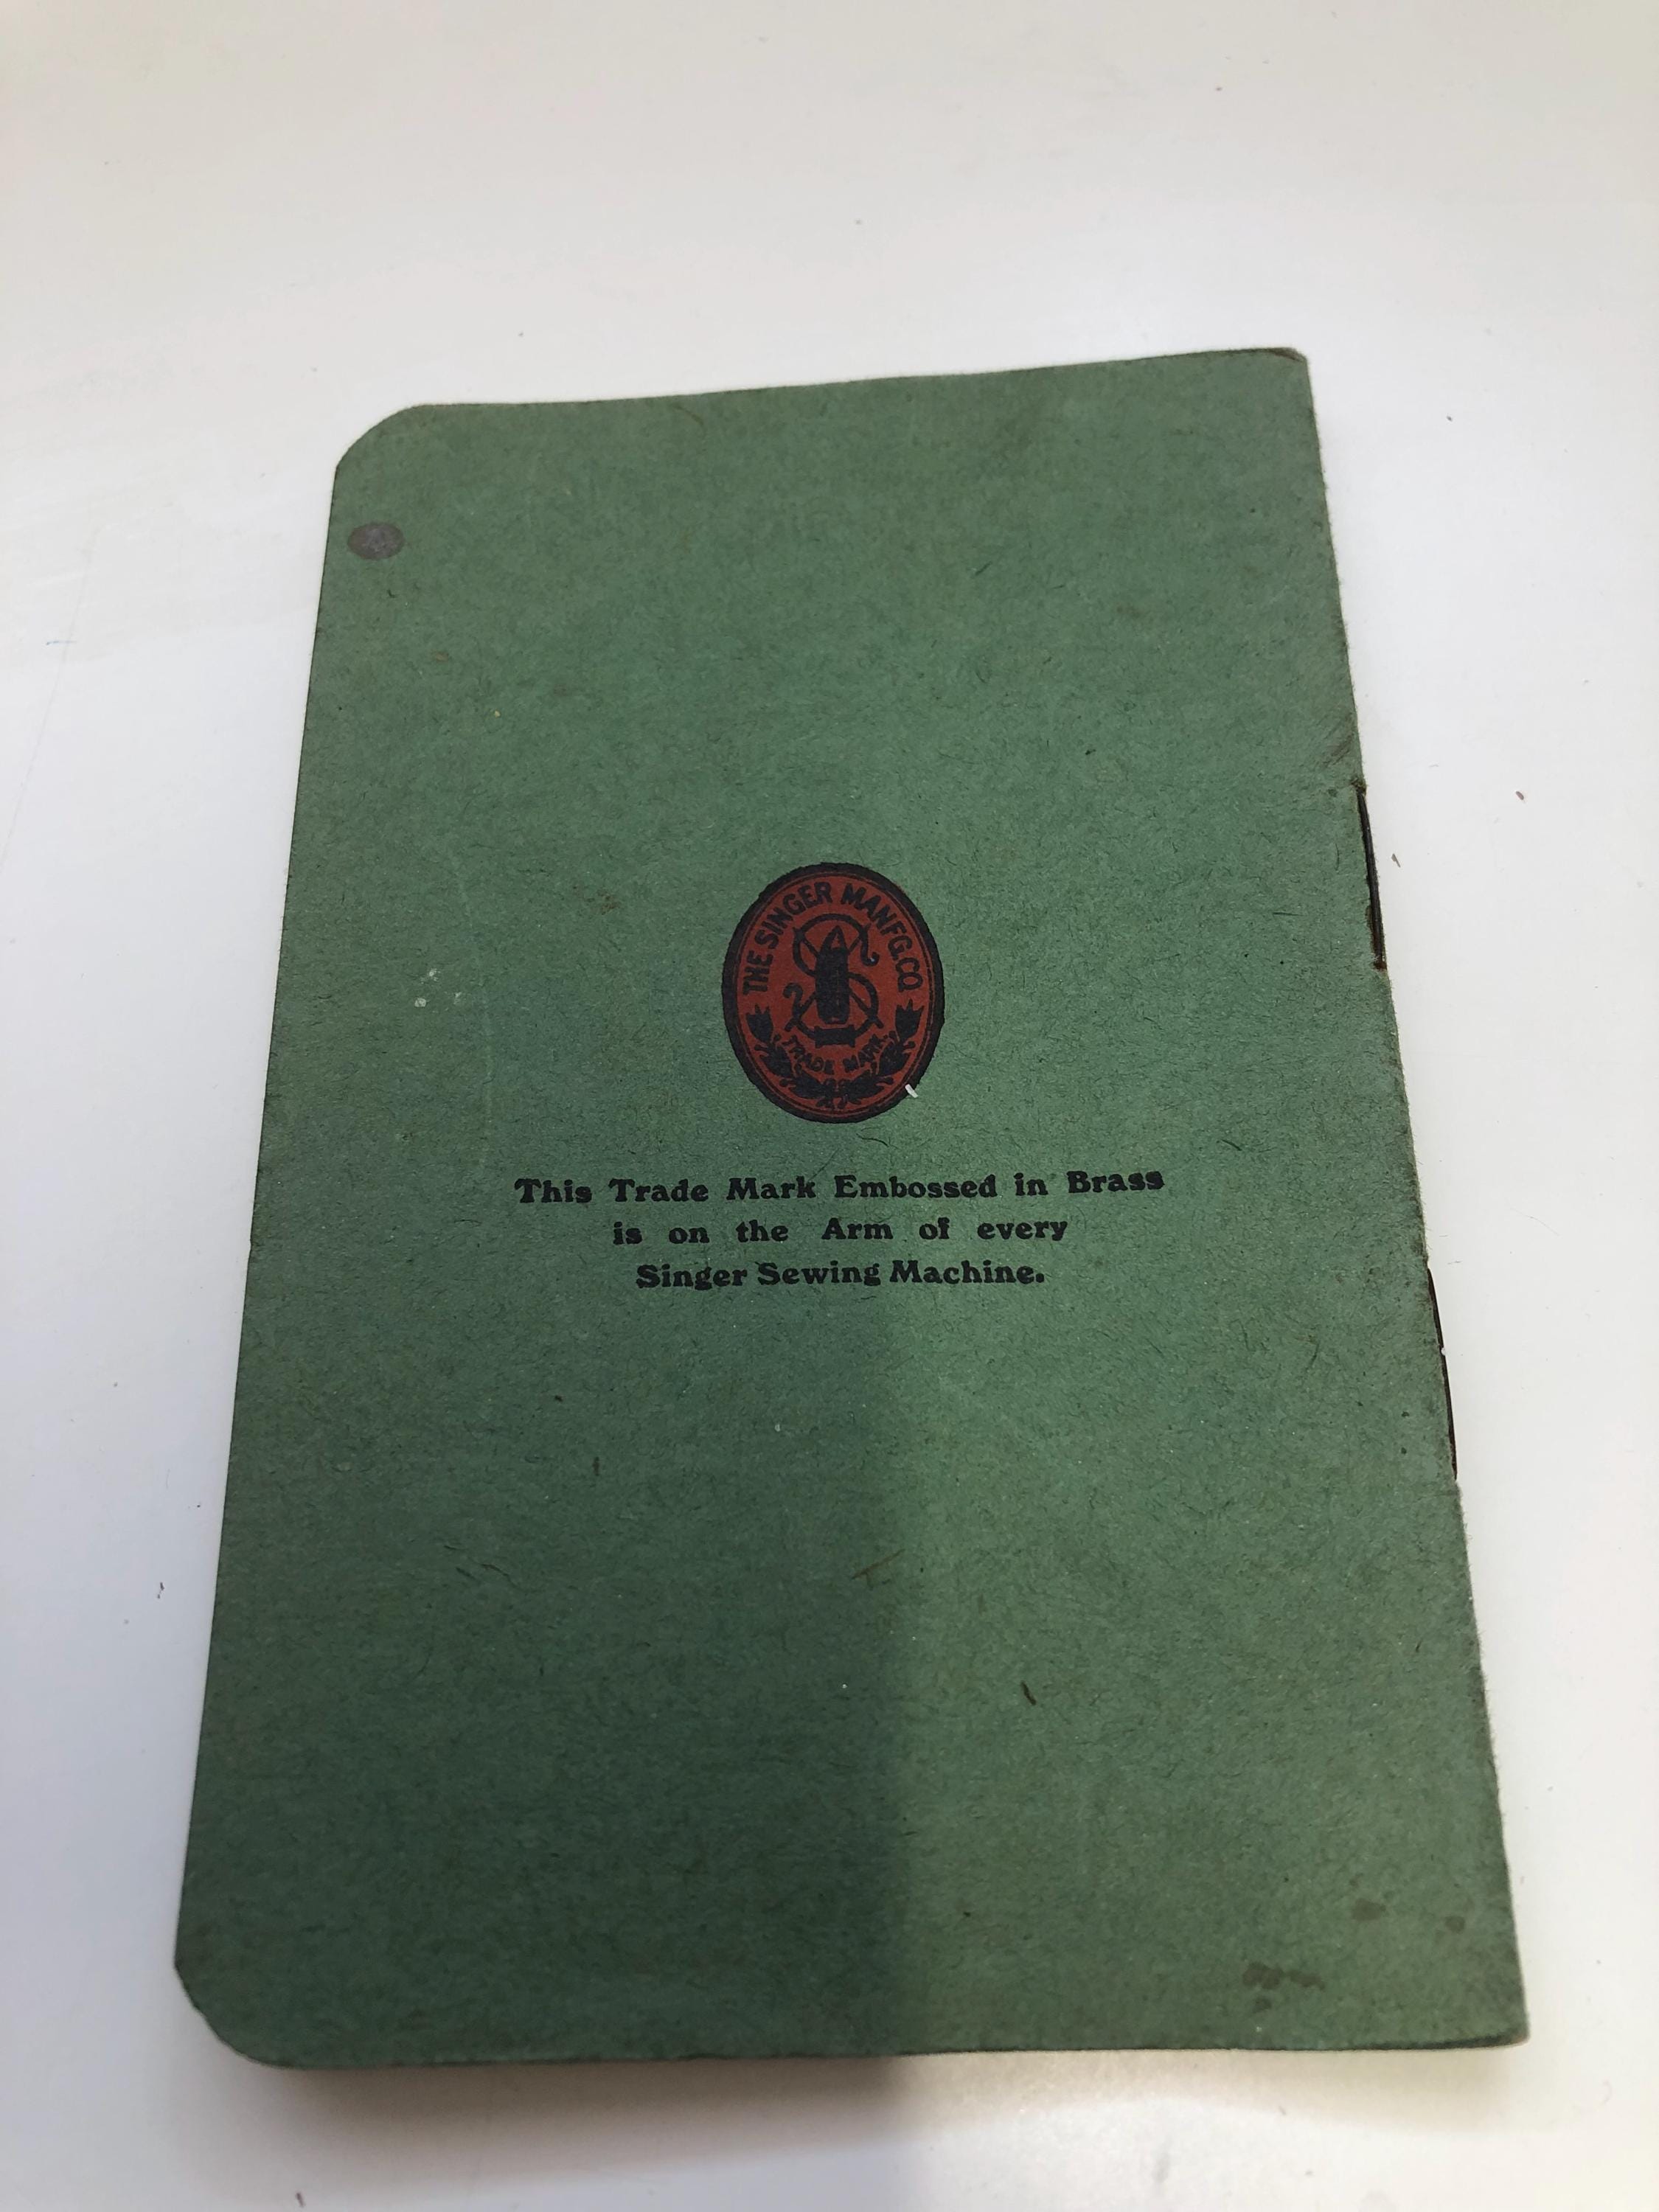 THE SINGER MANFG. CO
TRADE MARK
This Trade Mark Embossed in Brass
is on the Arm of every
Singer Sewing Machine.